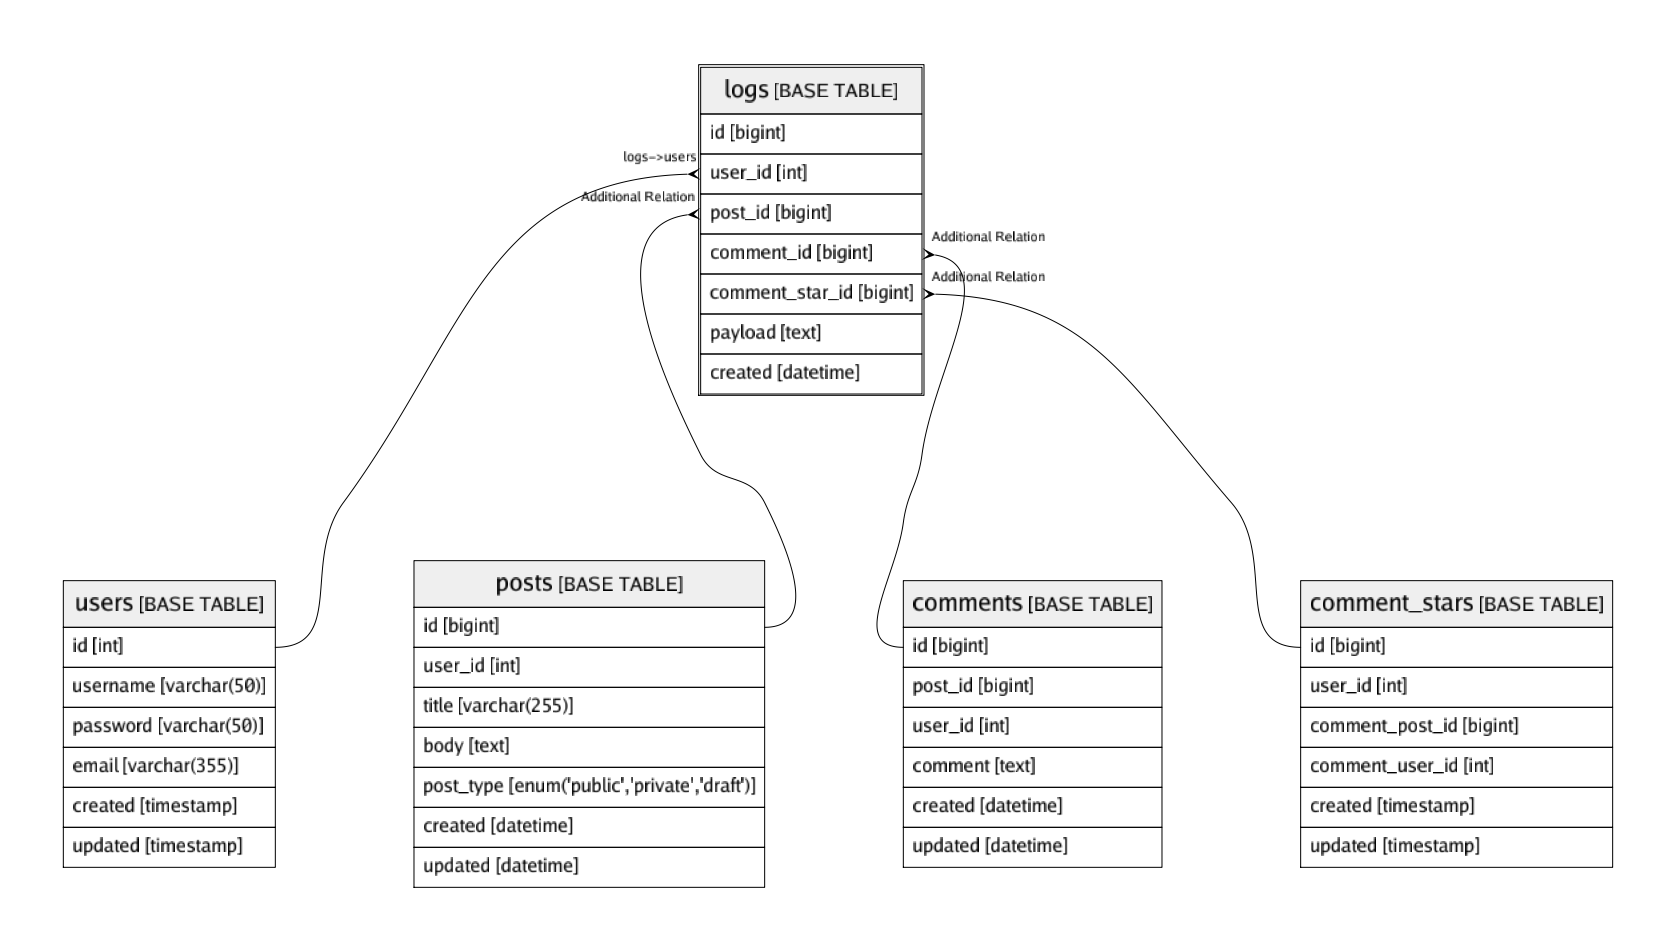 logs [BASE TABLE]
id [bigint]
logs->users
user_id [int]
Additional Relation
post_id [bigint]
Additional Relation
comment_id [bigint]
Additional Relation
comment_star_id [bigint]
payload [text]
created [datetime]
users [BASE TABLE]
id [int]
username [varchar(50)]
password [varchar(50)]
email [varchar(355)]
created [timestamp]
updated [timestamp]
posts [BASE TABLE]
id [bigint]
user_id [int]
title [varchar(255)]
body [text]
post_type [enum('public','private','draft')]
created [datetime]
updated [datetime]
comments [BASE TABLE]
id [bigint]
post_id [bigint]
user_id [int]
comment [text]
created [datetime]
updated [datetime]
comment_stars [BASE TABLE]
id [bigint]
user_id [int]
comment_post_id [bigint]
comment_user_id [int]
created [timestamp]
updated [timestamp]